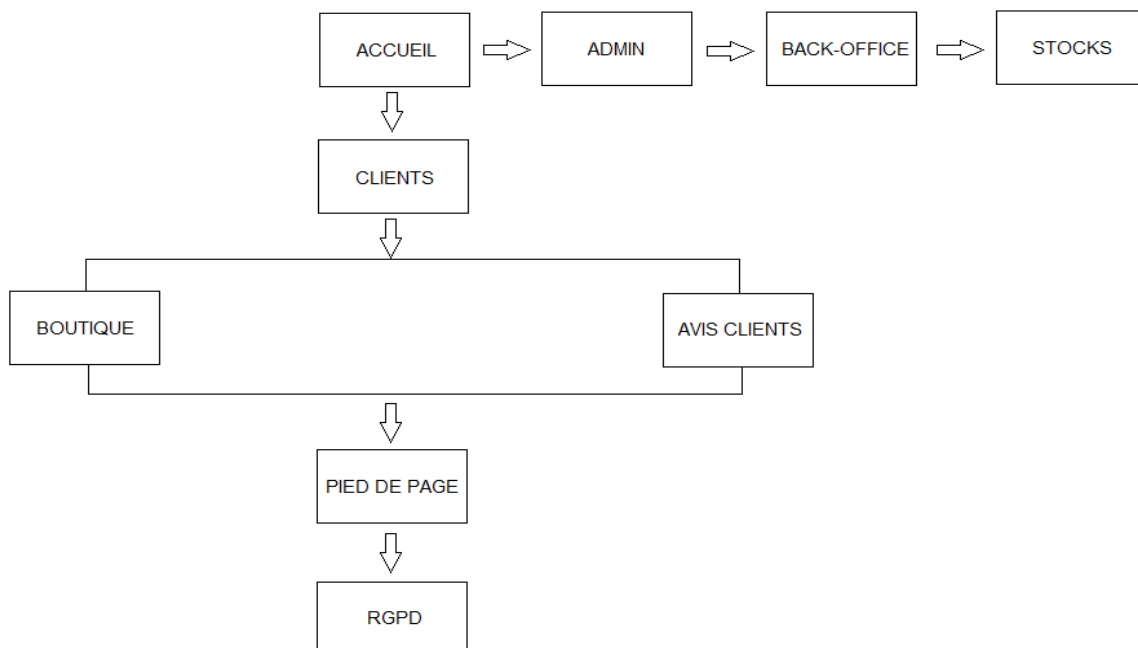 ACCUEIL
ADMIN
BACK-OFFICE
STOCKS
CLIENTS
BOUTIQUE
AVIS CLIENTS
PIED DE PAGE
RGPD